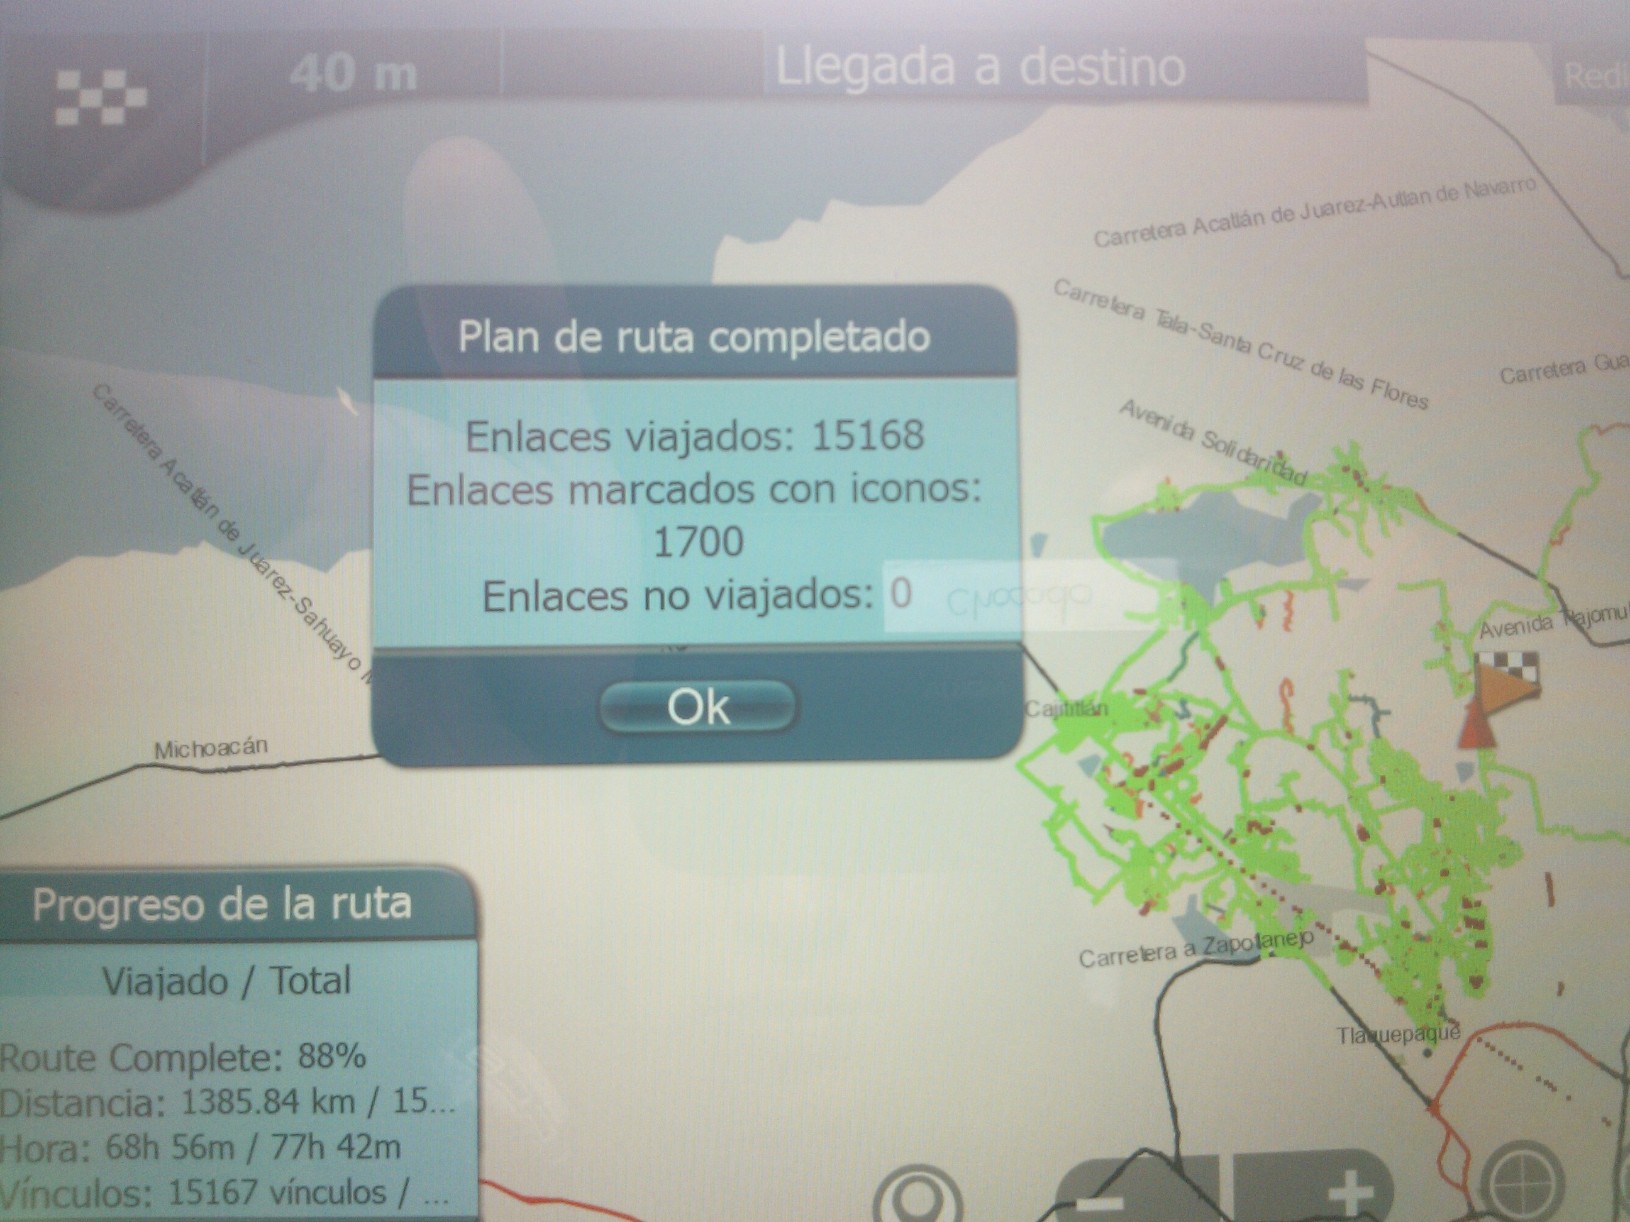 40 m
Llegada a destino
Redi
Carretera Acatlán de Juarez-Autlan de Navarro
Carretera Tala-Santa Cruz de las Flores
Carretera Gua
Avenida Solidaridad
Carretera Acatlán de Juarez-Sahuayo M
Plan de ruta completado
Enlaces viajados: 15168
Enlaces marcados con iconos:
1700
Enlaces no viajados: 0
Ok
Avenida Tlajomul
Cajititlán
Michoacán
Carretera a Zapotlanejo
Tlaquepaque
Progreso de la ruta
Viajado / Total
Route Complete: 88%
Distancia: 1385.84 km / 15...
Hora: 68h 56m / 77h 42m
Vínculos: 15167 vínculos / ...
- +